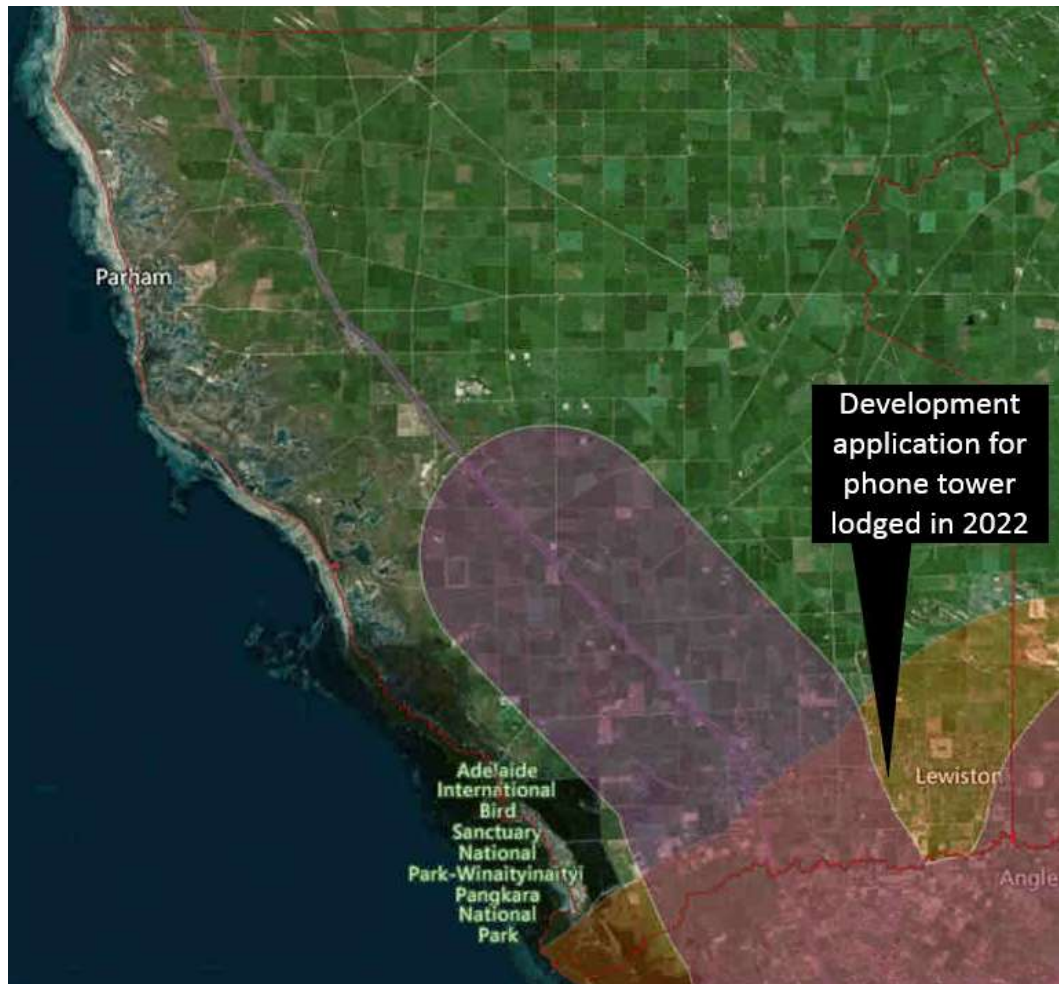 Parham
Development
application for
phone tower
lodged in 2022
Lewiston
Adelaide
International
Bird
Sanctuary
National
Park-Winaityinaityi
Pangkara
National
Park
Angle